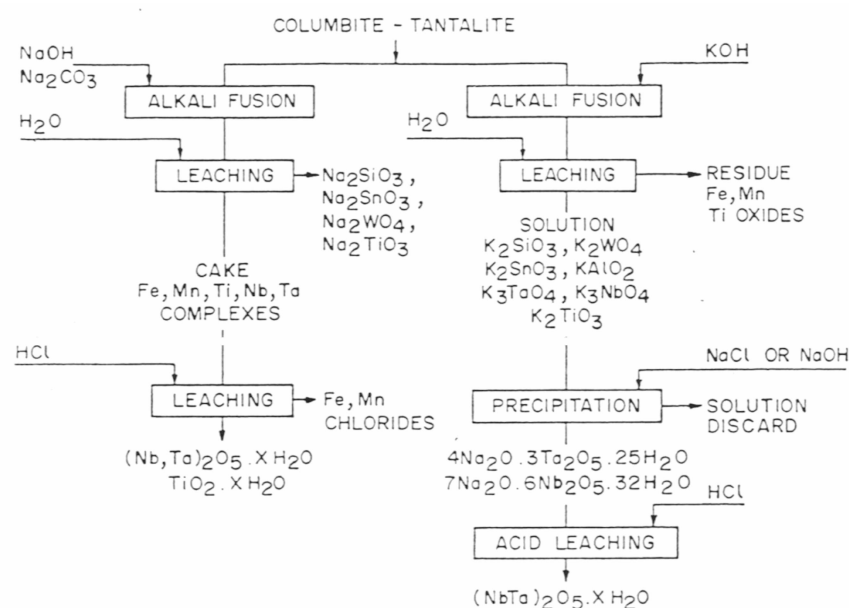 COLUMBITE - TANTALITE
NaOH
Na2CO3
KOH
ALKALI FUSION
ALKALI FUSION
H2O
H2O
LEACHING
Na2SiO3,
Na2SnO3,
Na2WO4,
Na2TiO3
LEACHING
RESIDUE
Fe,Mn
Ti OXIDES
CAKE
Fe,Mn,Ti,Nb,Ta
COMPLEXES
SOLUTION
K2SiO3, K2WO4
K2SnO3, KAlO2
K3TaO4, K3NbO4
K2TiO3
HCl
NaCl OR NaOH
LEACHING
Fe,Mn
CHLORIDES
PRECIPITATION
SOLUTION
DISCARD
(Nb,Ta)2O5.XH2O
TiO2.XH2O
4Na2O.3Ta2O5.25H2O
7Na2O.6Nb2O5.32H2O
HCl
ACID LEACHING
(NbTa)2O5.XH2O